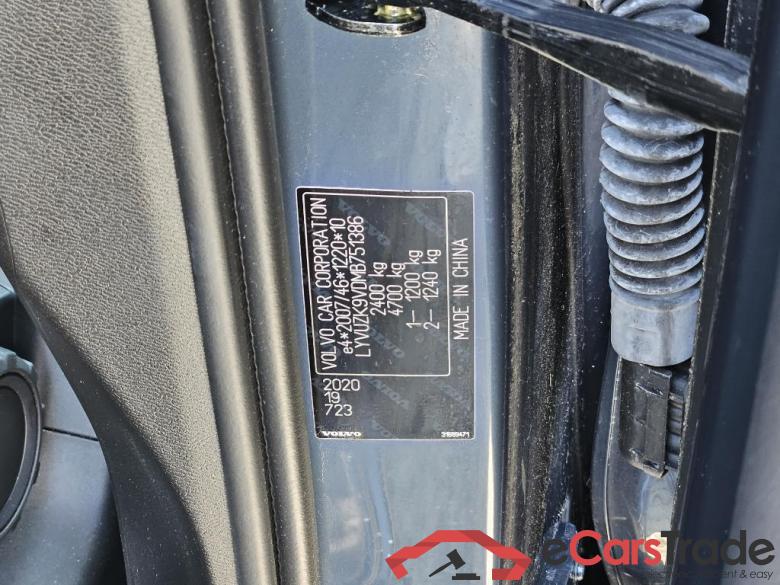 VOLVO CAR CORPORATION
e4*2007/46*1220*10
LYVUZK9VDMB751386
2400 kg
4700 kg
1– 1200 kg
2– 1240 kg
MADE IN CHINA
2020
19
723
VOLVO
eCarsTrade
& easy